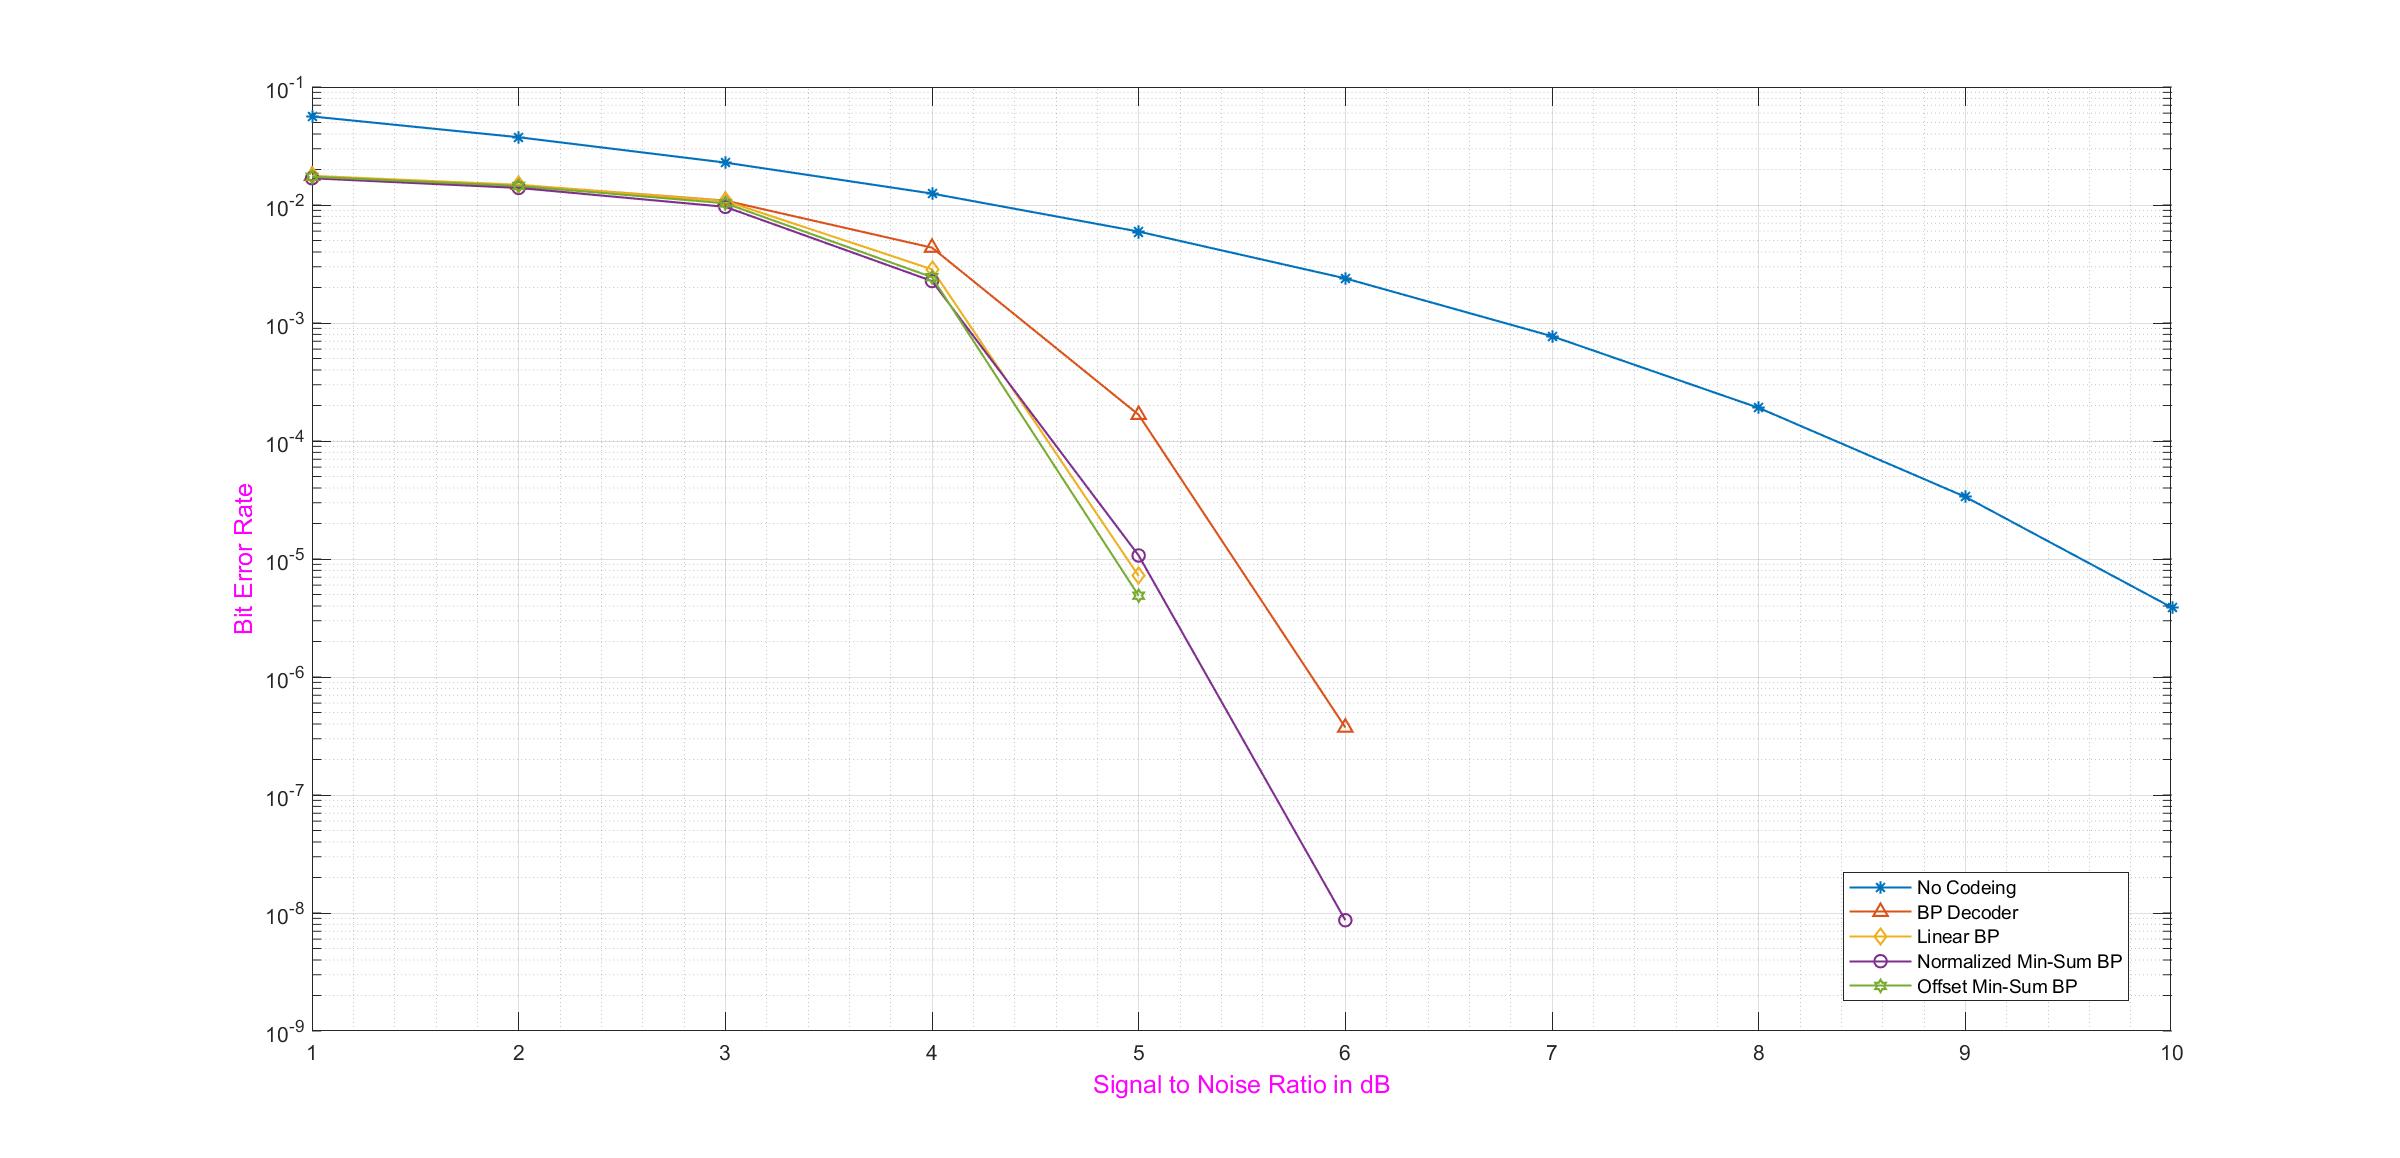 10^-1
10^-2
10^-3
10^-4
10^-5
10^-6
10^-7
10^-8
10^-9
Bit Error Rate
1 2 3 4 5 6 7 8 9 10
Signal to Noise Ratio in dB
No Codeing
BP Decoder
Linear BP
Normalized Min-Sum BP
Offset Min-Sum BP